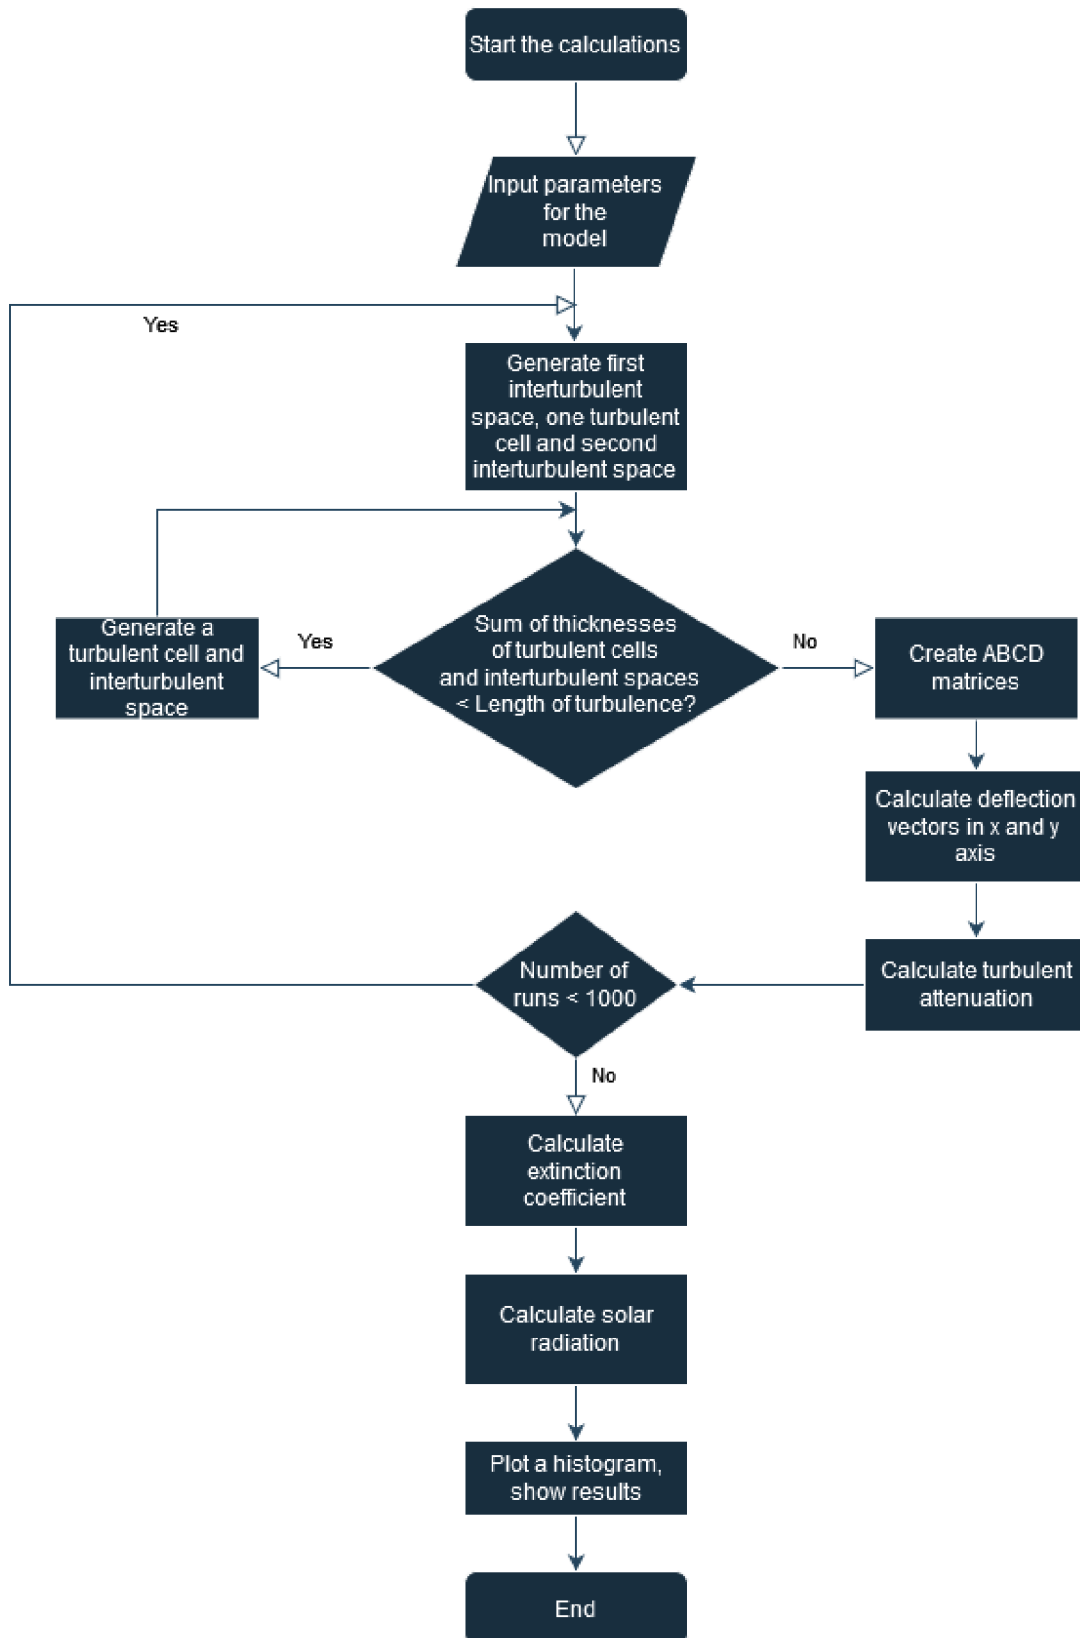 Start the calculations
Input parameters
for the
model
Yes
Generate first
interturbulent
space, one turbulent
cell and second
interturbulent space
Generate a
turbulent cell and
interturbulent
space
Yes
Sum of thicknesses
of turbulent cells
and interturbulent spaces
< Length of turbulence?
No
Create ABCD
matrices
Calculate deflection
vectors in x and y
axis
Calculate turbulent
attenuation
Number of
runs < 1000
No
Calculate
extinction
coefficient
Calculate solar
radiation
Plot a histogram,
show results
End